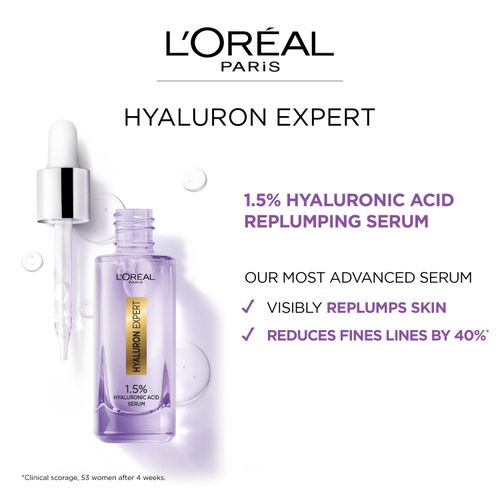 L'ORÉAL
PARIS
HYALURON EXPERT
1.5% HYALURONIC ACID
REPLUMPING SERUM
OUR MOST ADVANCED SERUM
✓ VISIBLY REPLUMPS SKIN
✓ REDUCES FINES LINES BY 40%*
L'ORÉAL
PARIS
HYALURON EXPERT
1.5%
HYALURONIC ACID
SERUM
*Clinical scorage, 53 women after 4 weeks.